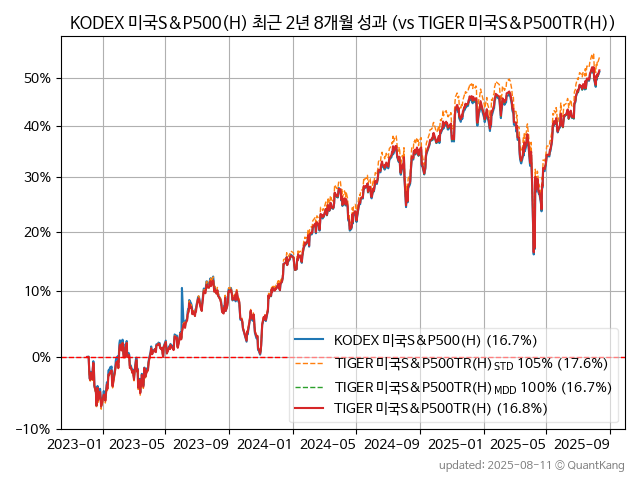 KODEX 미국S&P500(H) 최근 2년 8개월 성과 (vs TIGER 미국S&P500TR(H))
50%
40%
30%
20%
10%
0%
−10%
KODEX 미국S&P500(H) (16.7%)
TIGER 미국S&P500TR(H) STD 105% (17.6%)
TIGER 미국S&P500TR(H) MDD 100% (16.7%)
TIGER 미국S&P500TR(H) (16.8%)
2023-01 2023-05 2023-09 2024-01 2024-05 2024-09 2025-01 2025-05 2025-09
updated: 2025-08-11 © QuantKang